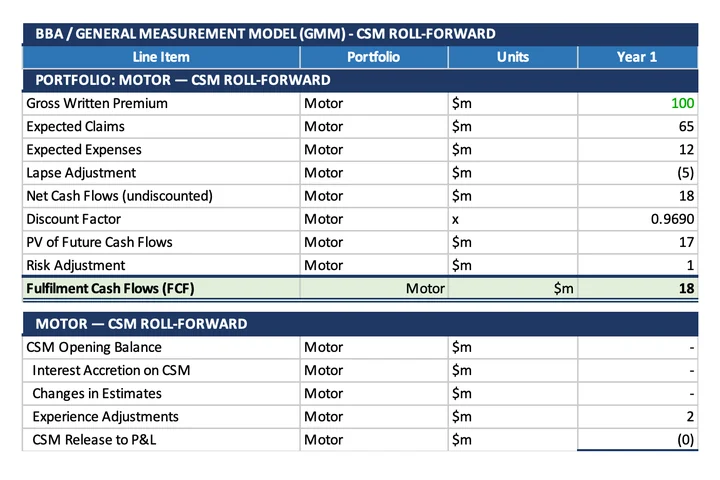 BBA / GENERAL MEASUREMENT MODEL (GMM) - CSM ROLL-FORWARD
Line Item Portfolio Units Year 1
PORTFOLIO: MOTOR — CSM ROLL-FORWARD
Gross Written Premium Motor $m 100
Expected Claims Motor $m 65
Expected Expenses Motor $m 12
Lapse Adjustment Motor $m (5)
Net Cash Flows (undiscounted) Motor $m 18
Discount Factor Motor x 0.9690
PV of Future Cash Flows Motor $m 17
Risk Adjustment Motor $m 1
Fulfilment Cash Flows (FCF) Motor $m 18
MOTOR — CSM ROLL-FORWARD
CSM Opening Balance Motor $m -
Interest Accretion on CSM Motor $m -
Changes in Estimates Motor $m -
Experience Adjustments Motor $m 2
CSM Release to P&L Motor $m (0)